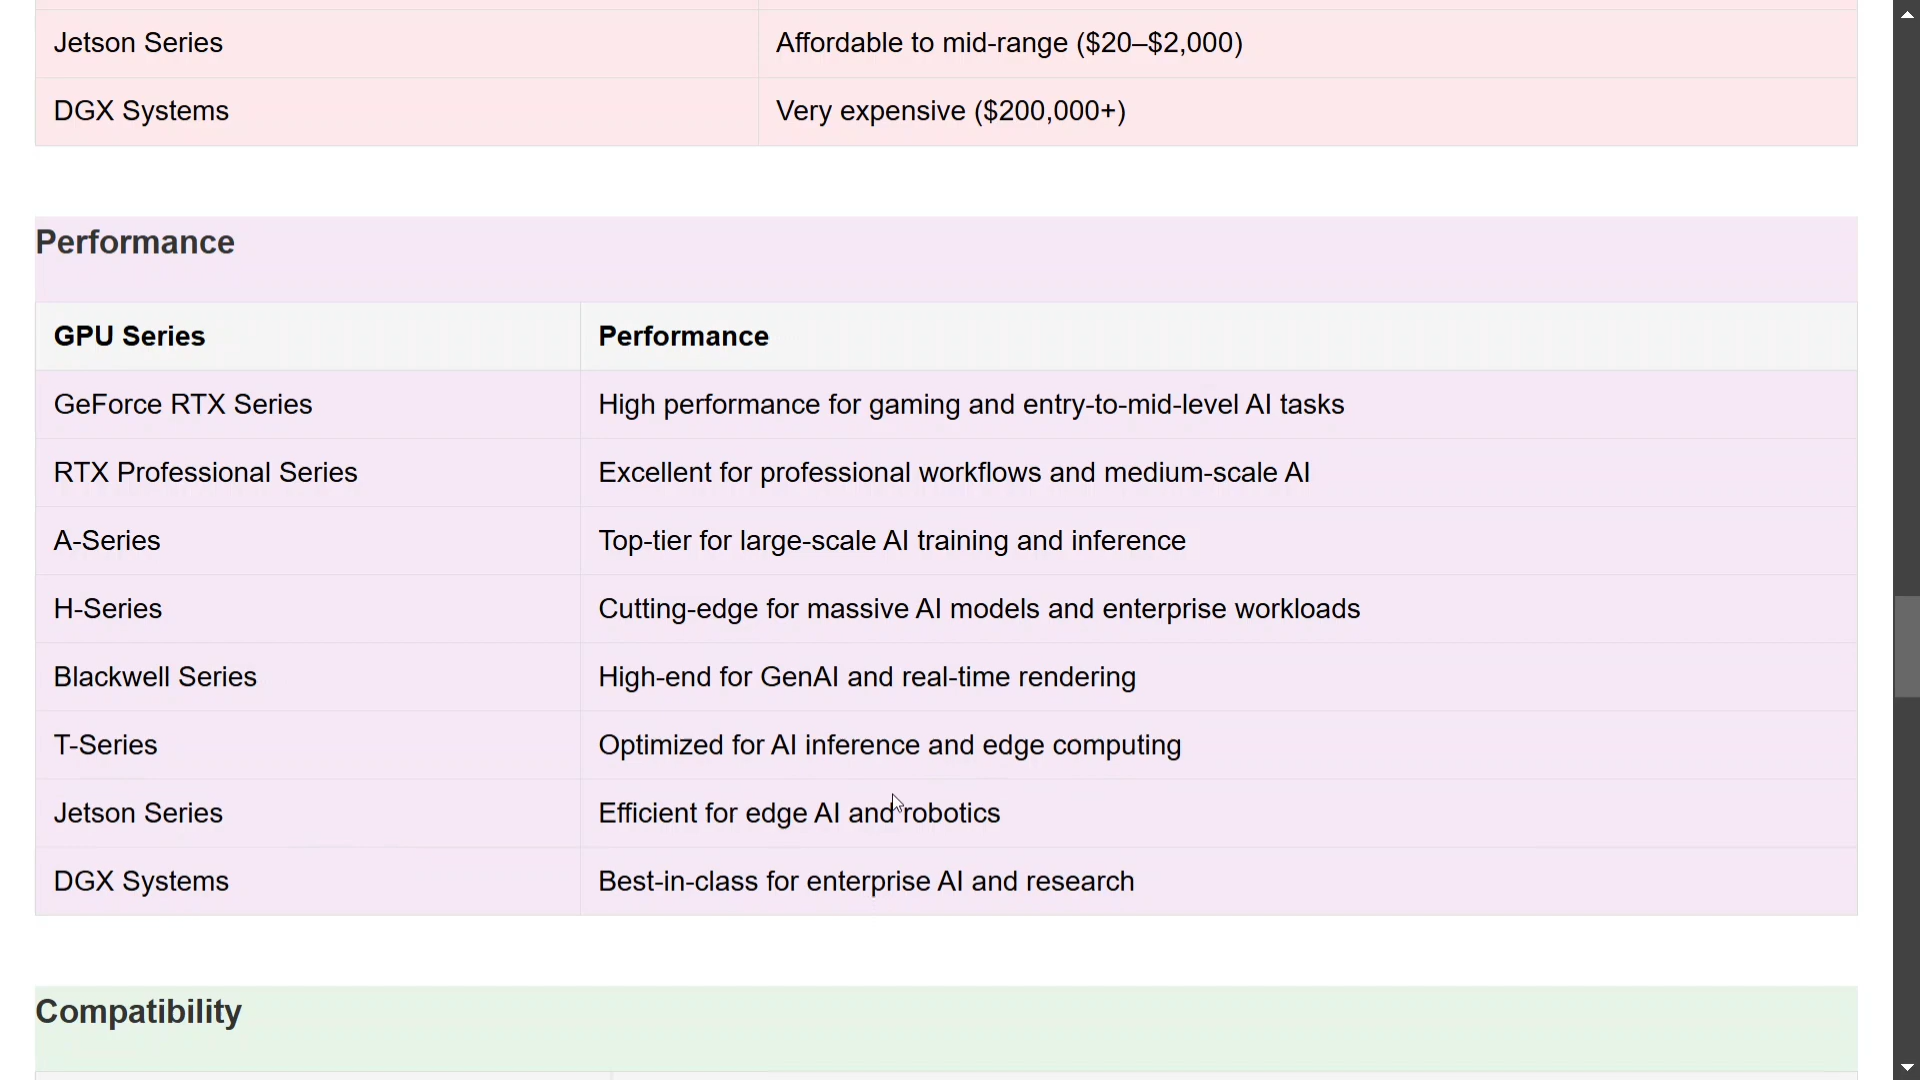 Jetson Series Affordable to mid-range ($20–$2,000)
DGX Systems Very expensive ($200,000+)
Performance
GPU Series Performance
GeForce RTX Series High performance for gaming and entry-to-mid-level AI tasks
RTX Professional Series Excellent for professional workflows and medium-scale AI
A-Series Top-tier for large-scale AI training and inference
H-Series Cutting-edge for massive AI models and enterprise workloads
Blackwell Series High-end for GenAI and real-time rendering
T-Series Optimized for AI inference and edge computing
Jetson Series Efficient for edge AI and robotics
DGX Systems Best-in-class for enterprise AI and research
Compatibility